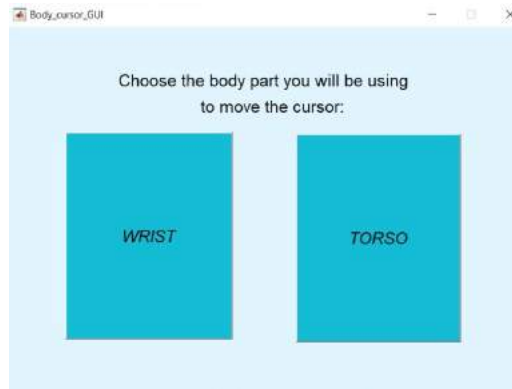 Body_cursor_GUI
Choose the body part you will be using
to move the cursor:
WRIST
TORSO